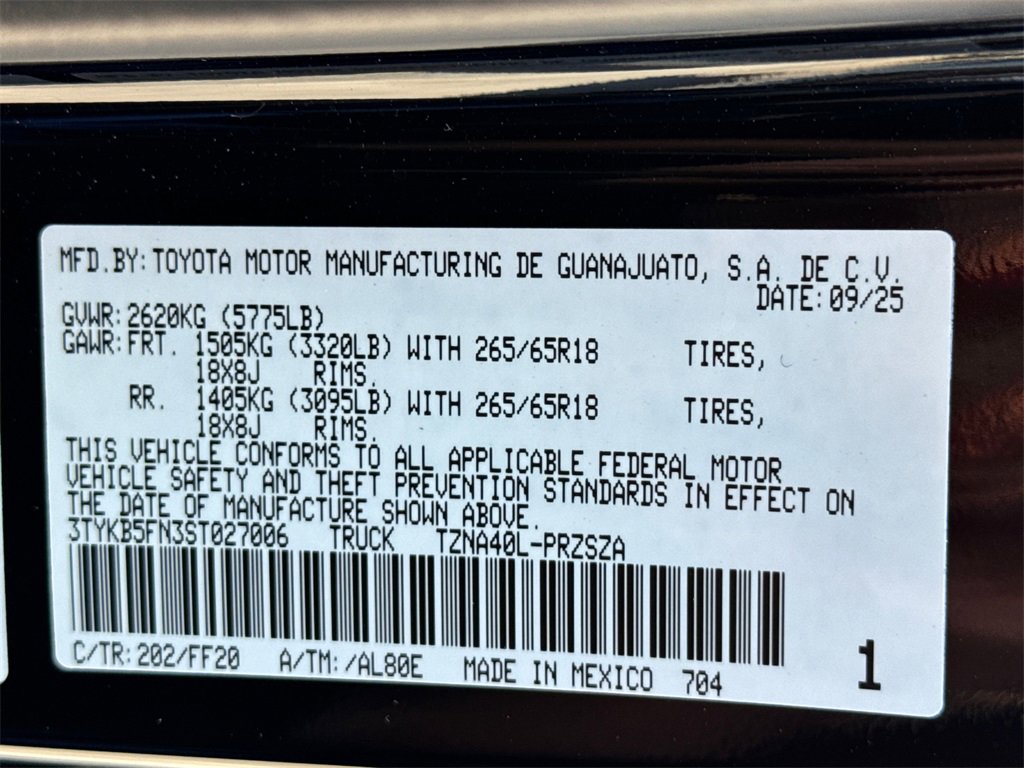 MFD.BY:TOYOTA MOTOR MANUFACTURING DE GUANAJUATO, S.A. DE C.V.
DATE:09/25
GVWR:2620KG (5775LB)
GAWR:FRT. 1505KG (3320LB) WITH 265/65R18 TIRES,
18X8J RIMS.
RR. 1405KG (3095LB) WITH 265/65R18 TIRES,
18X8J RIMS.
THIS VEHICLE CONFORMS TO ALL APPLICABLE FEDERAL MOTOR
VEHICLE SAFETY AND THEFT PREVENTION STANDARDS IN EFFECT ON
THE DATE OF MANUFACTURE SHOWN ABOVE.
3TYKB5FN3ST027006 TRUCK TZNA40L-PRZSZA
C/TR:202/FF20 A/TM:/AL80E MADE IN MEXICO 704
1